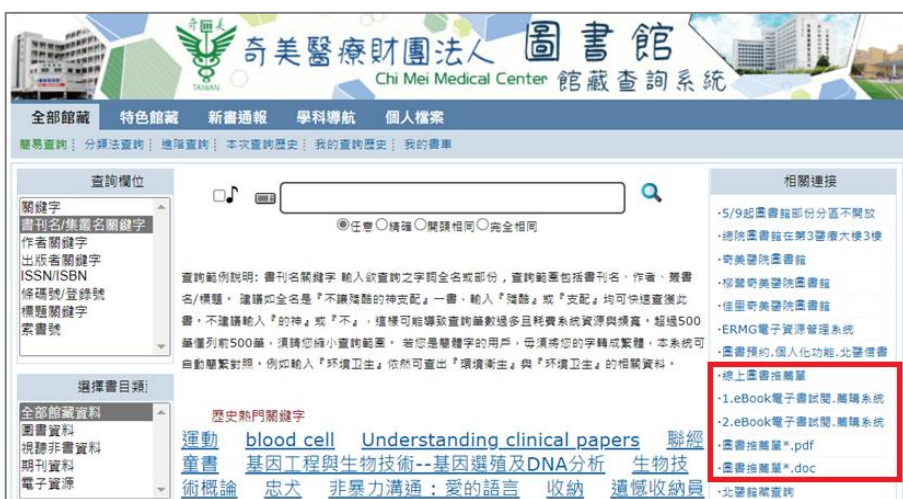 奇美
TAIWAN
奇美醫療財團法人 圖書館
Chi Mei Medical Center 館藏查詢系統
全部館藏 特色館藏 新書通報 學科導航 個人檔案
簡易查詢 分類法查詢 進階查詢 本次查詢歷史 我的查詢歷史 我的書車
查詢欄位
關鍵字
書刊名/集叢名關鍵字
作者關鍵字
出版者關鍵字
ISSN/ISBN
條碼號/登錄號
標題關鍵字
索書號
選擇書目類
全部館藏資料
圖書資料
視聽非書資料
期刊資料
電子資源
任意 精確 開頭相同 完全相同
查詢範例說明: 書刊名關鍵字 輸入欲查詢之字詞全名或部份,查詢範圍包括書刊名、作者、叢書
名/標題。 建議如全名是『不讓殘酷的神支配』一書,輸入『殘酷』或『支配』均可快速查獲此
書。不建議輸入『的神』或『不』,這樣可能導致查詢筆數過多且耗費系統資源與頻寬。超過500
筆僅列前500筆,須請您縮小查詢範圍。 若您是簡體字的用戶,毋須將您的字轉成繁體,本系統可
自動簡繁對照。例如輸入『环境卫生』依然可查出『環境衛生』與『环境卫生』的相關資料。
歷史熱門關鍵字
運動 blood cell Understanding clinical papers 聯經
童書 基因工程與生物技術--基因選殖及DNA分析 生物技
術概論 忠犬 非暴力溝通:愛的語言 收納 遺憾收納員
相關連接
·5/9起圖書館部份分區不開放
·總院圖書館在第3醫療大樓3樓
·奇美醫院圖書館
·柳營奇美醫院圖書館
·佳里奇美醫院圖書館
·ERMG電子資源管理系統
·圖書預約.個人化功能.北醫借書
·線上圖書推薦單
·1.eBook電子書試閱.薦購系統
·2.eBook電子書試閱.薦購系統
·圖書推薦單*.pdf
·圖書推薦單*.doc
·北醫館藏查詢